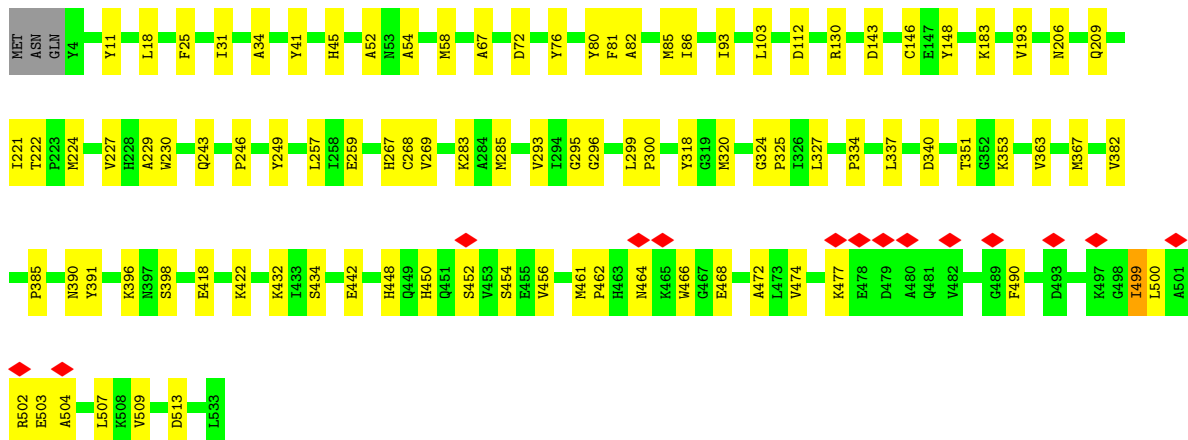 MET ASN GLN Y4 Y11 L18 F25 I31 A34 Y41 H45 A52 N53 A54 M58 A67 D72 Y76 Y80 F81 A82 M85 I86 I93 L103 D112 R130 D143 C146 E147 Y148 K183 V193 N206 Q209
I221 T222 P223 M224 V227 H228 A229 W230 Q243 P246 Y249 L257 I258 E259 H267 C268 V269 K283 A284 M285 V293 I294 G295 G296 L299 P300 Y318 G319 M320 G324 P325 I326 L327 P334 L337 D340 T351 G352 K353 V363 M367 V382
P385 N390 Y391 K396 N397 S398 E418 K422 K432 I433 S434 E442 H448 Q449 H450 Q451 S452 V453 S454 E455 V456 M461 P462 H463 N464 K465 W466 G467 E468 A472 L473 V474 K477 E478 D479 A480 Q481 V482 G489 F490 D493 K497 G498 I499 L500 A501
R502 E503 A504 L507 K508 V509 D513 L533